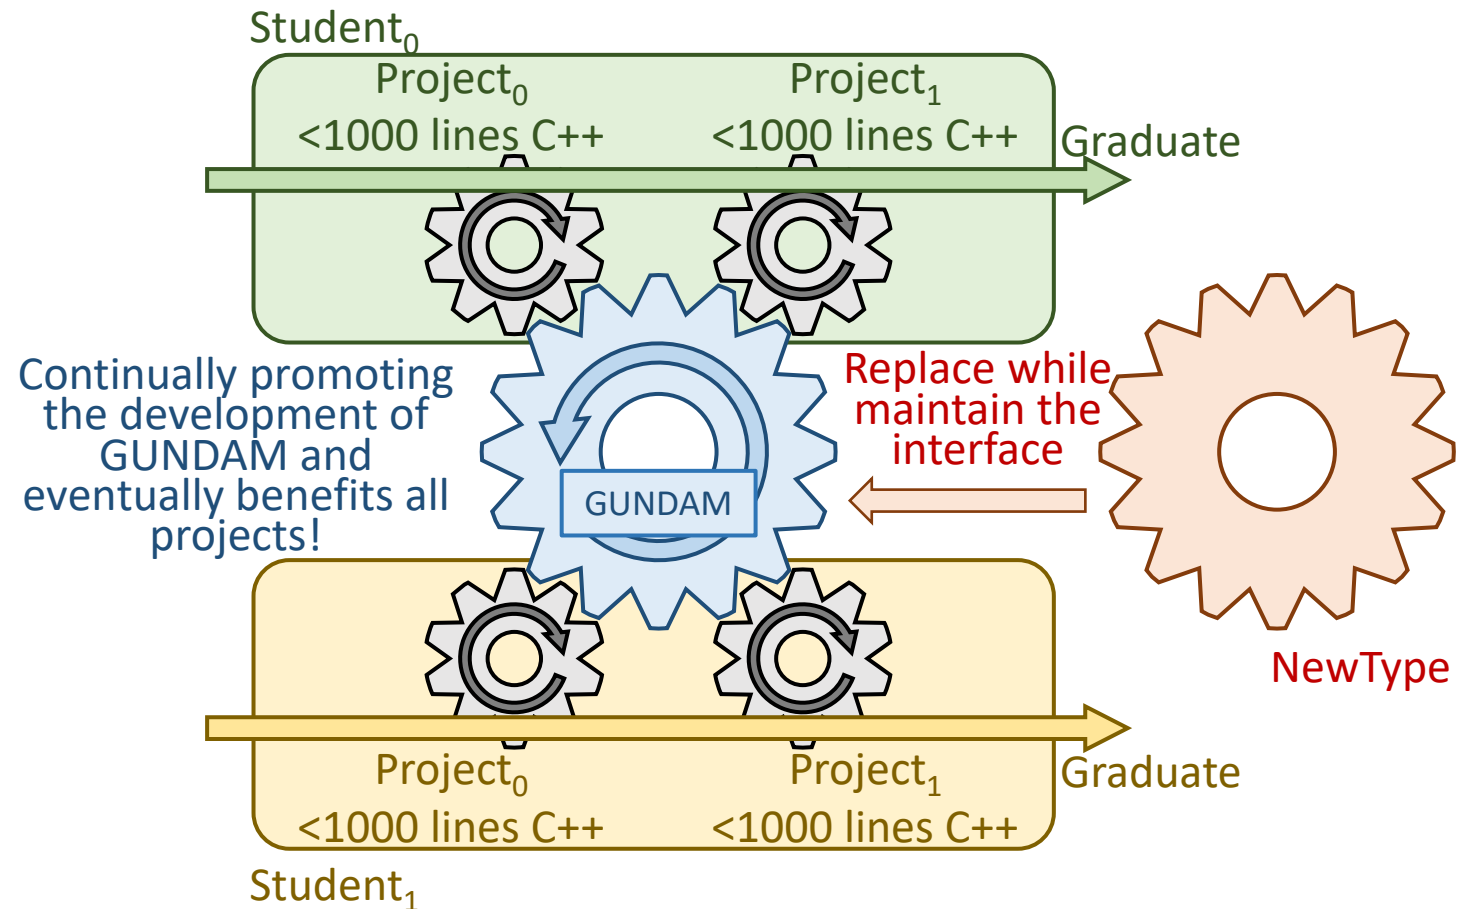 Student₀
Project₀
<1000 lines C++
Project₁
<1000 lines C++
Graduate
Continually promoting
the development of
GUNDAM and
eventually benefits all
projects!
GUNDAM
Replace while
maintain the
interface
NewType
Project₀
<1000 lines C++
Project₁
<1000 lines C++
Graduate
Student₁